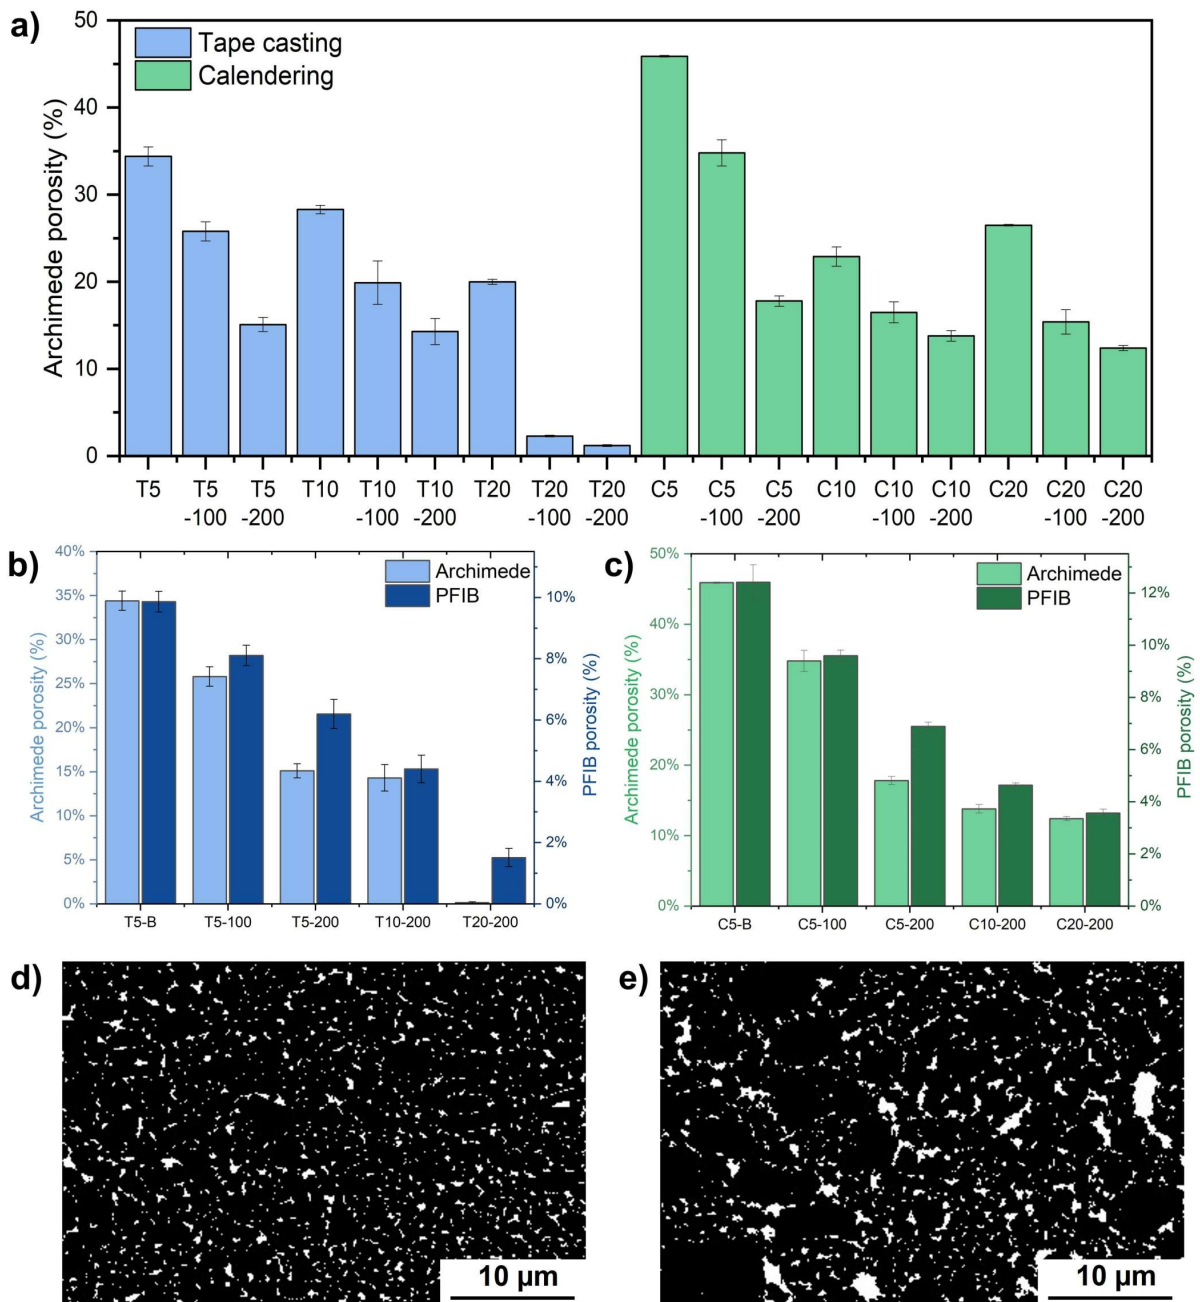 a)
Archimede porosity (%)
50
40
30
20
10
0
Tape casting
Calendering
T5 T5 T5 T10 T10 T10 T20 T20 T20 C5 C5 C5 C10 C10 C10 C20 C20 C20
-100 -200 -100 -200 -100 -200 -100 -200 -100 -200 -100 -200
b)
Archimede porosity (%)
40%
35%
30%
25%
20%
15%
10%
5%
0%
Archimede
PFIB
10%
8%
6%
4%
2%
0%
PFIB porosity (%)
T5-B T5-100 T5-200 T10-200 T20-200
c)
Archimede porosity (%)
50%
40%
30%
20%
10%
0%
Archimede
PFIB
12%
10%
8%
6%
4%
2%
0%
PFIB porosity (%)
C5-B C5-100 C5-200 C10-200 C20-200
d)
10 µm
e)
10 µm